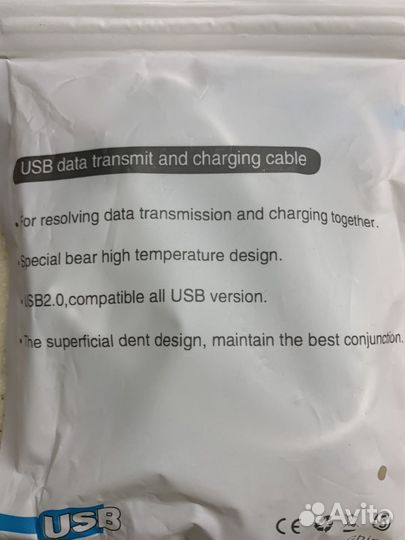 USB data transmit and charging cable
•For resolving data transmission and charging together.
•Special bear high temperature design.
•USB2.0,compatible all USB version.
•The superficial dent design, maintain the best conjunction.
USB
CE
Avito